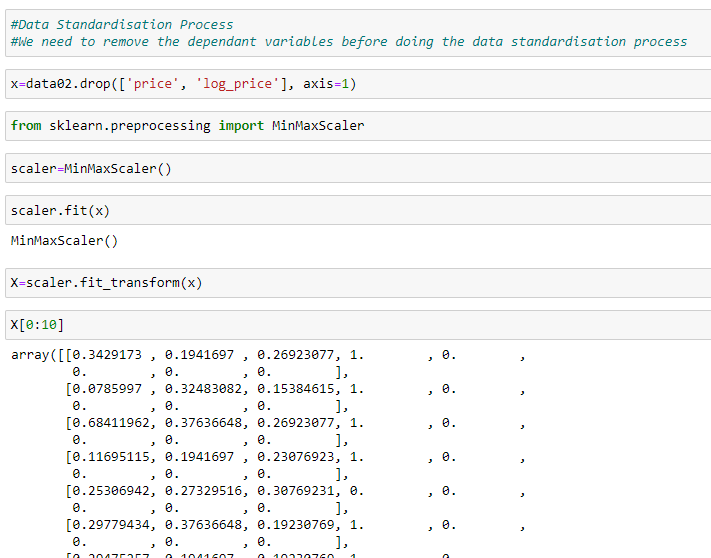 #Data Standardisation Process
#We need to remove the dependant variables before doing the data standardisation process
x=data02.drop(['price', 'log_price'], axis=1)
from sklearn.preprocessing import MinMaxScaler
scaler=MinMaxScaler()
scaler.fit(x)
MinMaxScaler()
X=scaler.fit_transform(x)
X[0:10]
array([[0.3429173 , 0.1941697 , 0.26923077, 1.        , 0.        ,
        0.        , 0.        , 0.        ],
       [0.0785997 , 0.32483082, 0.15384615, 1.        , 0.        ,
        0.        , 0.        , 0.        ],
       [0.68411962, 0.37636648, 0.26923077, 1.        , 0.        ,
        0.        , 0.        , 0.        ],
       [0.11695115, 0.1941697 , 0.23076923, 1.        , 0.        ,
        0.        , 0.        , 0.        ],
       [0.25306942, 0.27329516, 0.30769231, 0.        , 0.        ,
        0.        , 0.        , 0.        ],
       [0.29779434, 0.37636648, 0.19230769, 1.        , 0.        ,
        0.        , 0.        , 0.        ],